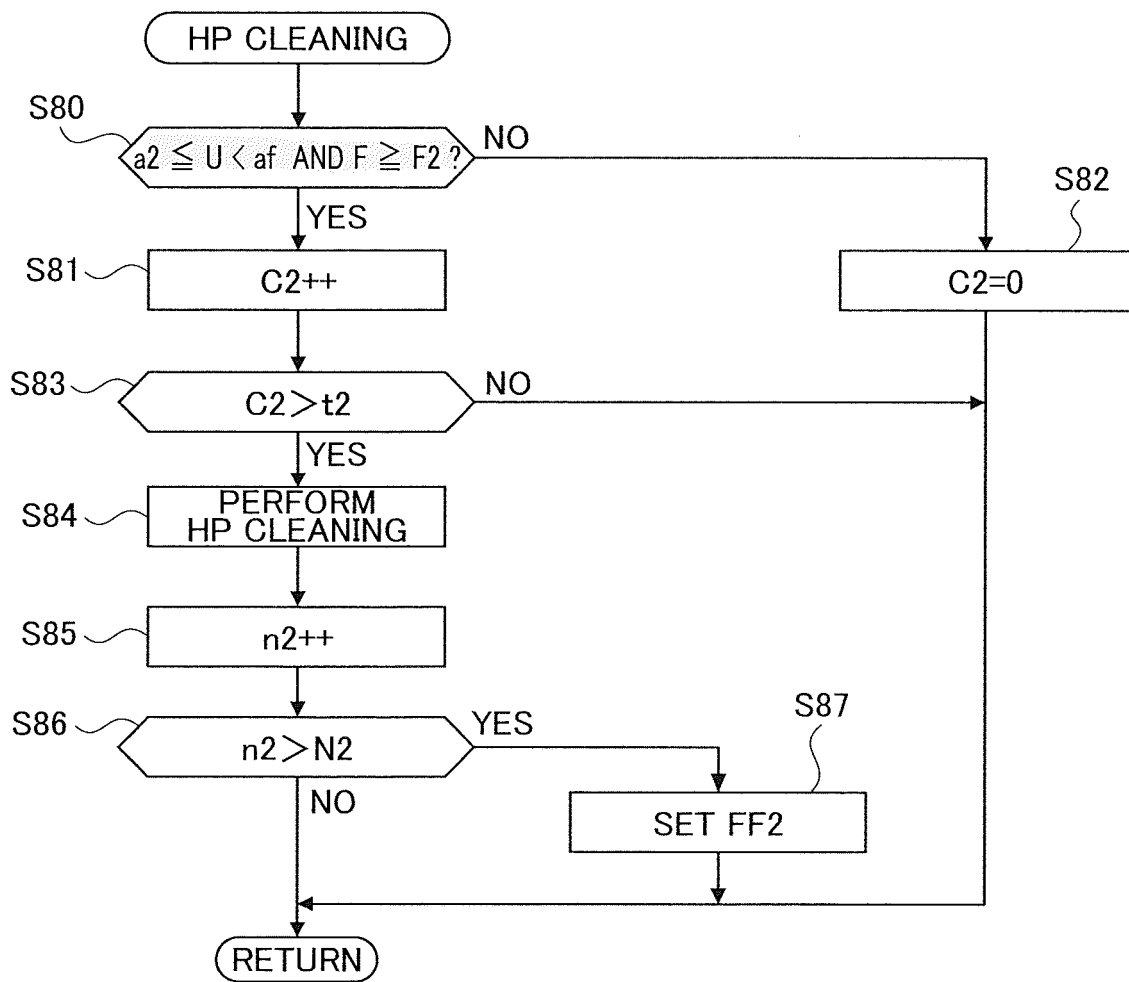 HP CLEANING
S80
a2 ≦ U < af AND F ≧ F2 ?
NO
YES
S82
S81
C2++
C2=0
S83
C2>t2
NO
YES
S84
PERFORM
HP CLEANING
S85
n2++
S86
n2>N2
YES
S87
NO
SET FF2
RETURN